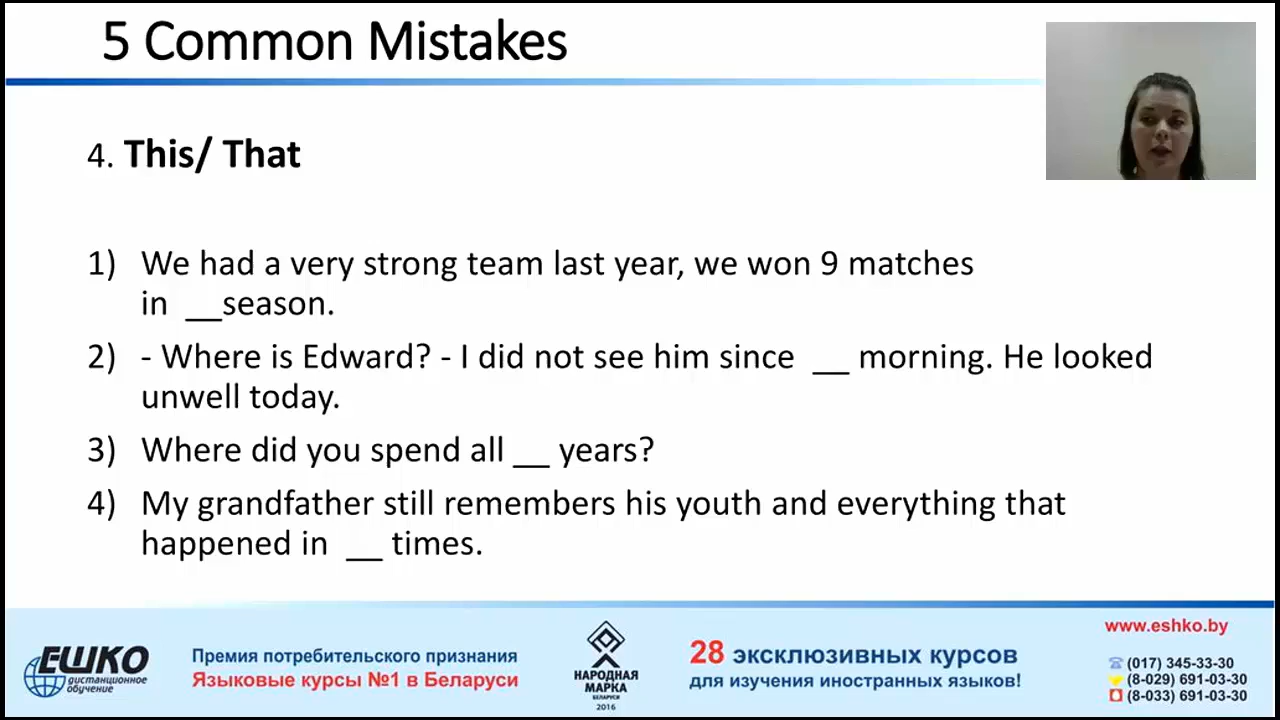 5 Common Mistakes
4. This/ That
1) We had a very strong team last year, we won 9 matches
in __season.
2) - Where is Edward? - I did not see him since __ morning. He looked
unwell today.
3) Where did you spend all __ years?
4) My grandfather still remembers his youth and everything that
happened in __ times.
ЕШКО
дистанционное
обучение
Премия потребительского признания
Языковые курсы №1 в Беларуси
НАРОДНАЯ
МАРКА
БЕЛАРУСИ
2016
28 эксклюзивных курсов
для изучения иностранных языков!
www.eshko.by
(017) 345-33-30
(8-029) 691-03-30
(8-033) 691-03-30